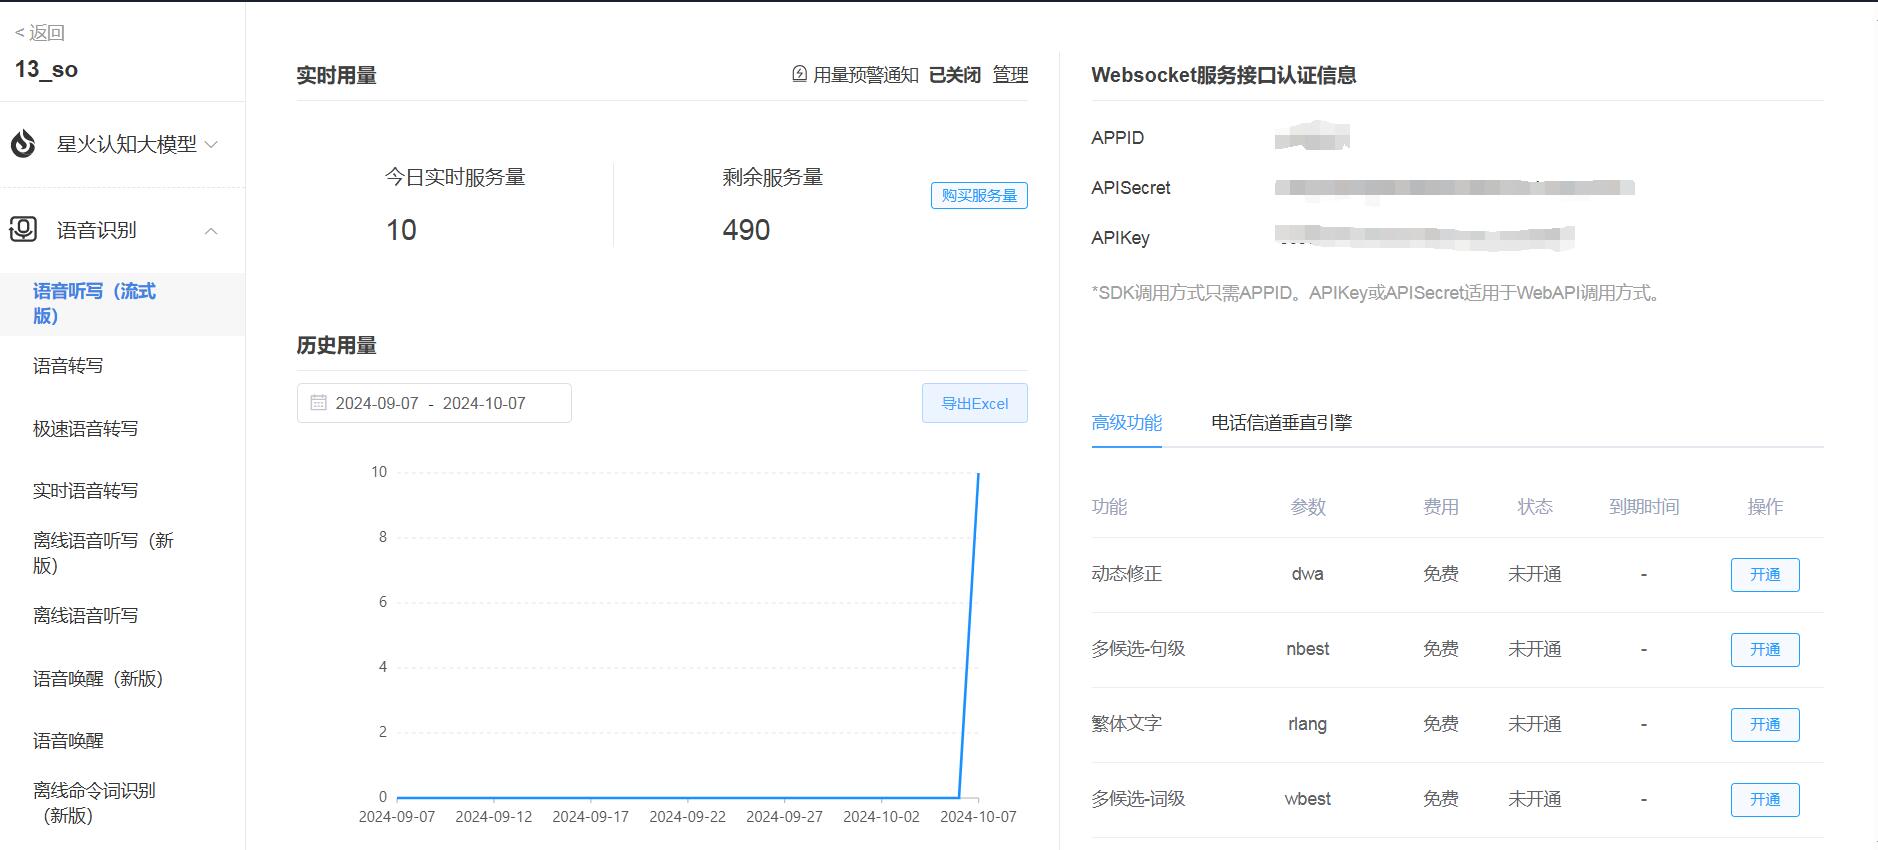 < 返回
13_so
星火认知大模型
语音识别
语音听写（流式
版）
语音转写
极速语音转写
实时语音转写
离线语音听写（新
版）
离线语音听写
语音唤醒（新版）
语音唤醒
离线命令词识别
（新版）
实时用量
用量预警通知 已关闭 管理
今日实时服务量
10
剩余服务量
490
购买服务量
历史用量
2024-09-07 - 2024-10-07
导出Excel
10
8
6
4
2
0
2024-09-07 2024-09-12 2024-09-17 2024-09-22 2024-09-27 2024-10-02 2024-10-07
Websocket服务接口认证信息
APPID
APISecret
APIKey
*SDK调用方式只需APPID。APIKey或APISecret适用于WebAPI调用方式。
高级功能 电话信道垂直引擎
功能 参数 费用 状态 到期时间 操作
动态修正 dwa 免费 未开通 - 开通
多候选-句级 nbest 免费 未开通 - 开通
繁体文字 rlang 免费 未开通 - 开通
多候选-词级 wbest 免费 未开通 - 开通